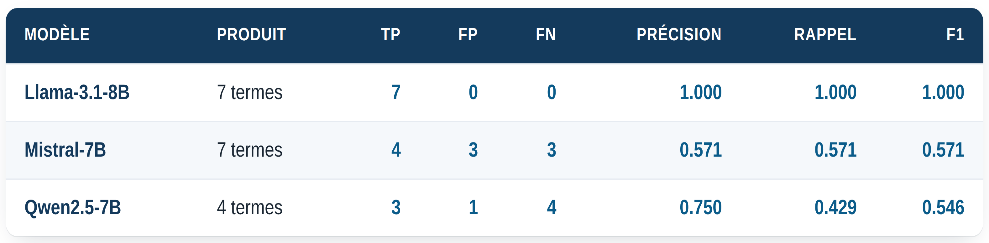 MODÈLE PRODUIT TP FP FN PRÉCISION RAPPEL F1
Llama-3.1-8B 7 termes 7 0 0 1.000 1.000 1.000
Mistral-7B 7 termes 4 3 3 0.571 0.571 0.571
Qwen2.5-7B 4 termes 3 1 4 0.750 0.429 0.546